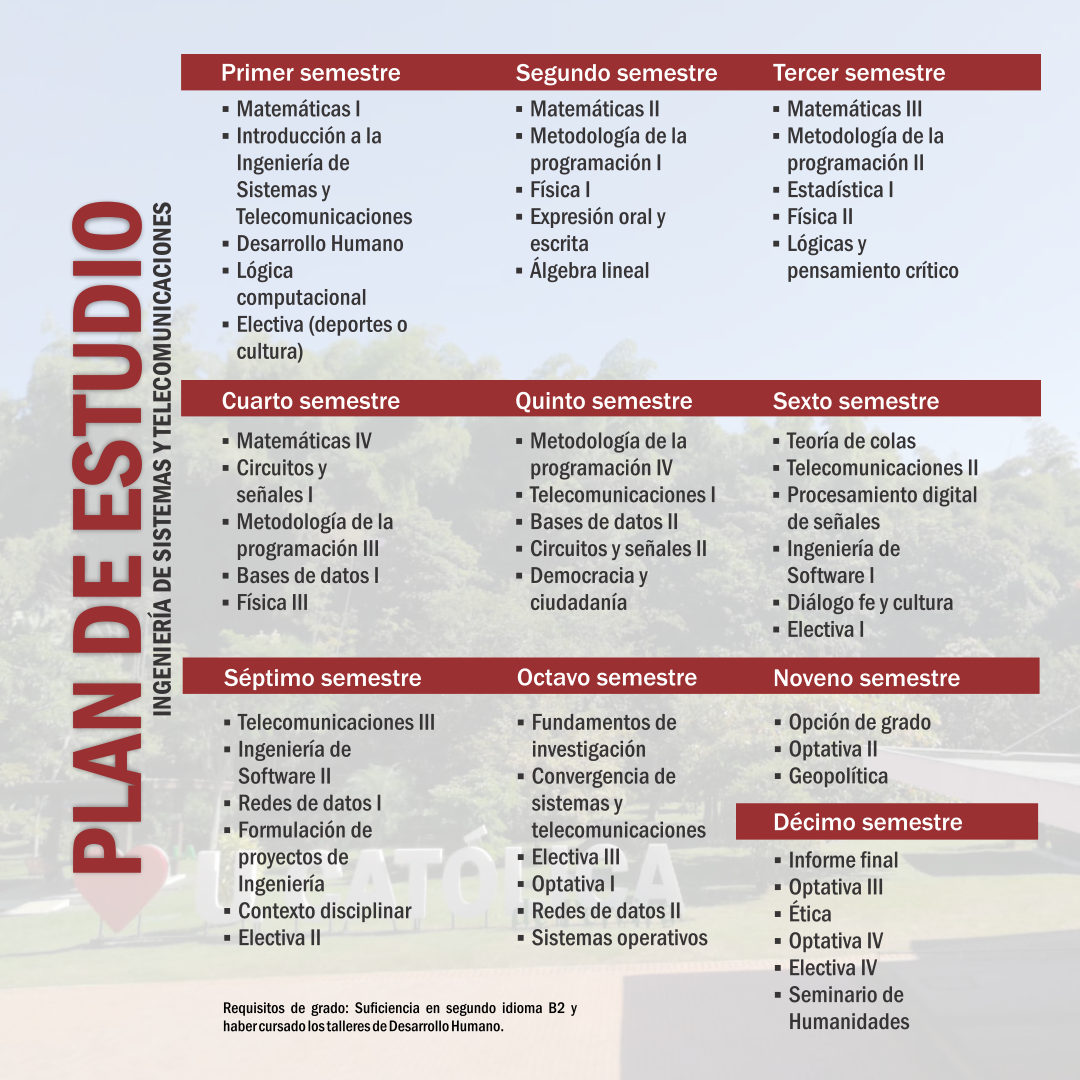 PLAN DE ESTUDIO
INGENIERÍA DE SISTEMAS Y TELECOMUNICACIONES
Primer semestre
▪ Matemáticas I
▪ Introducción a la
Ingeniería de
Sistemas y
Telecomunicaciones
▪ Desarrollo Humano
▪ Lógica
computacional
▪ Electiva (deportes o
cultura)
Segundo semestre
▪ Matemáticas II
▪ Metodología de la
programación I
▪ Física I
▪ Expresión oral y
escrita
▪ Álgebra lineal
Tercer semestre
▪ Matemáticas III
▪ Metodología de la
programación II
▪ Estadística I
▪ Física II
▪ Lógicas y
pensamiento crítico
Cuarto semestre
▪ Matemáticas IV
▪ Circuitos y
señales I
▪ Metodología de la
programación III
▪ Bases de datos I
▪ Física III
Quinto semestre
▪ Metodología de la
programación IV
▪ Telecomunicaciones I
▪ Bases de datos II
▪ Circuitos y señales II
▪ Democracia y
ciudadanía
Sexto semestre
▪ Teoría de colas
▪ Telecomunicaciones II
▪ Procesamiento digital
de señales
▪ Ingeniería de
Software I
▪ Diálogo fe y cultura
▪ Electiva I
Séptimo semestre
▪ Telecomunicaciones III
▪ Ingeniería de
Software II
▪ Redes de datos I
▪ Formulación de
proyectos de
Ingeniería
▪ Contexto disciplinar
▪ Electiva II
Octavo semestre
▪ Fundamentos de
investigación
▪ Convergencia de
sistemas y
telecomunicaciones
▪ Electiva III
▪ Optativa I
▪ Redes de datos II
▪ Sistemas operativos
Noveno semestre
▪ Opción de grado
▪ Optativa II
▪ Geopolítica
Décimo semestre
▪ Informe final
▪ Optativa III
▪ Ética
▪ Optativa IV
▪ Electiva IV
▪ Seminario de
Humanidades
U CATÓLICA
Requisitos de grado: Suficiencia en segundo idioma B2 y
haber cursado los talleres de Desarrollo Humano.